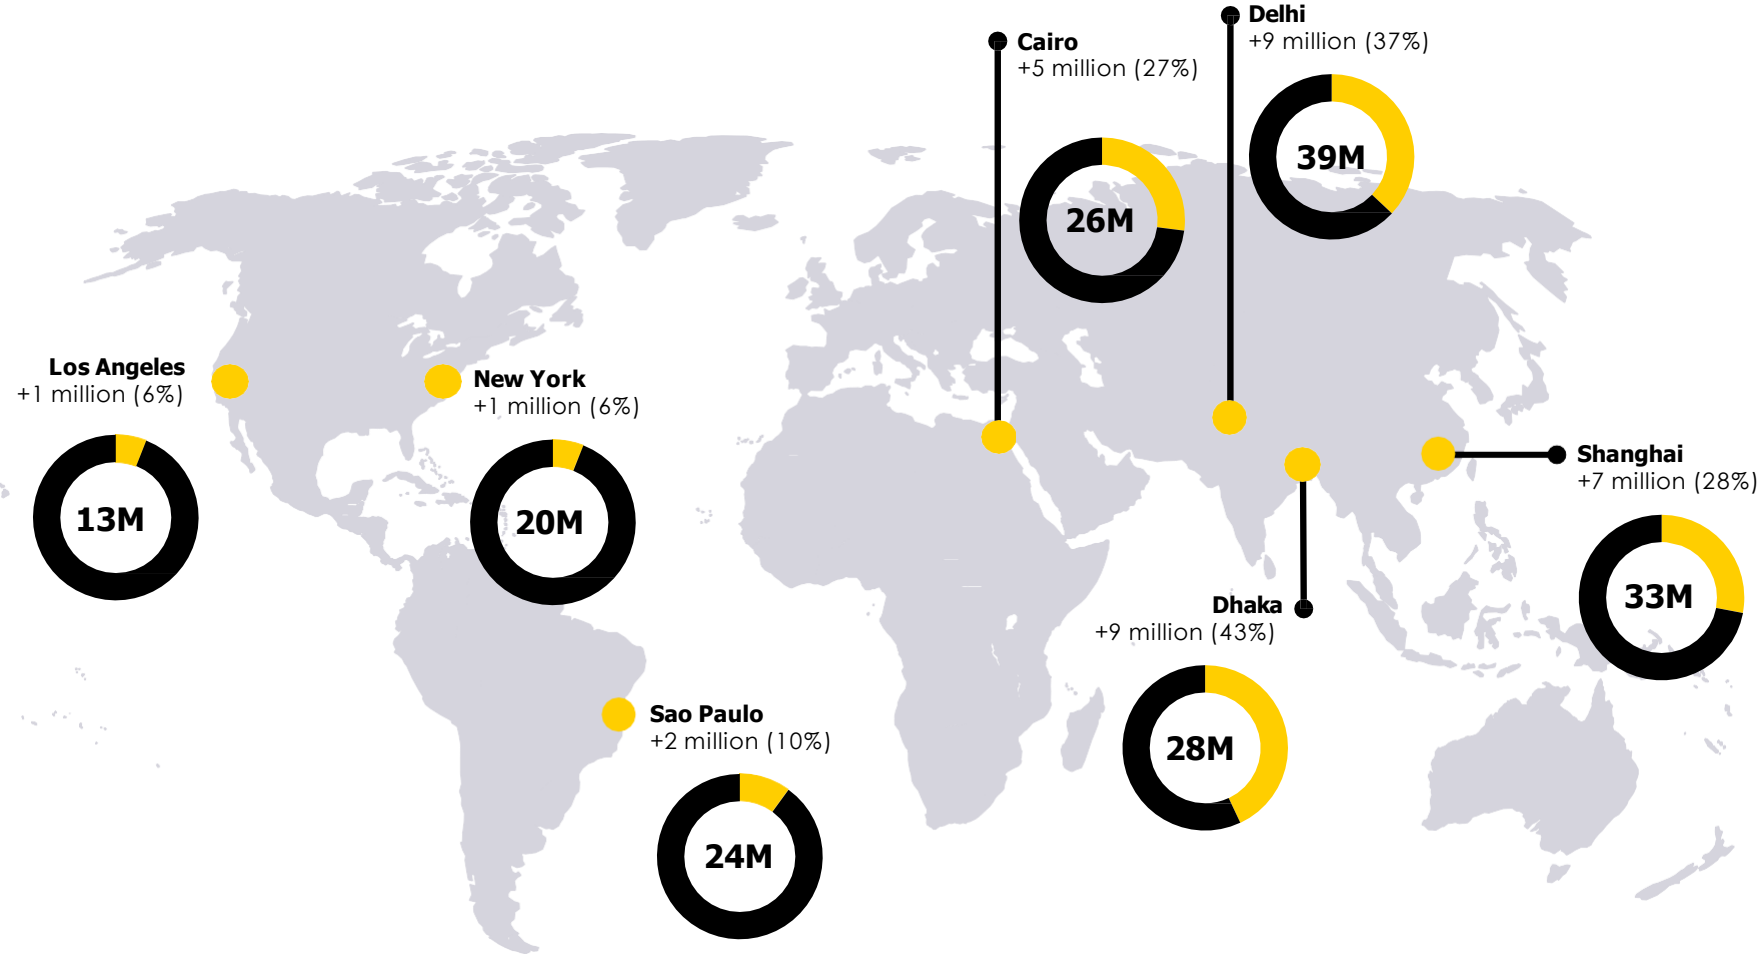 Delhi
+9 million (37%)
39M
Cairo
+5 million (27%)
26M
Los Angeles
+1 million (6%)
13M
New York
+1 million (6%)
20M
Shanghai
+7 million (28%)
33M
Dhaka
+9 million (43%)
28M
Sao Paulo
+2 million (10%)
24M